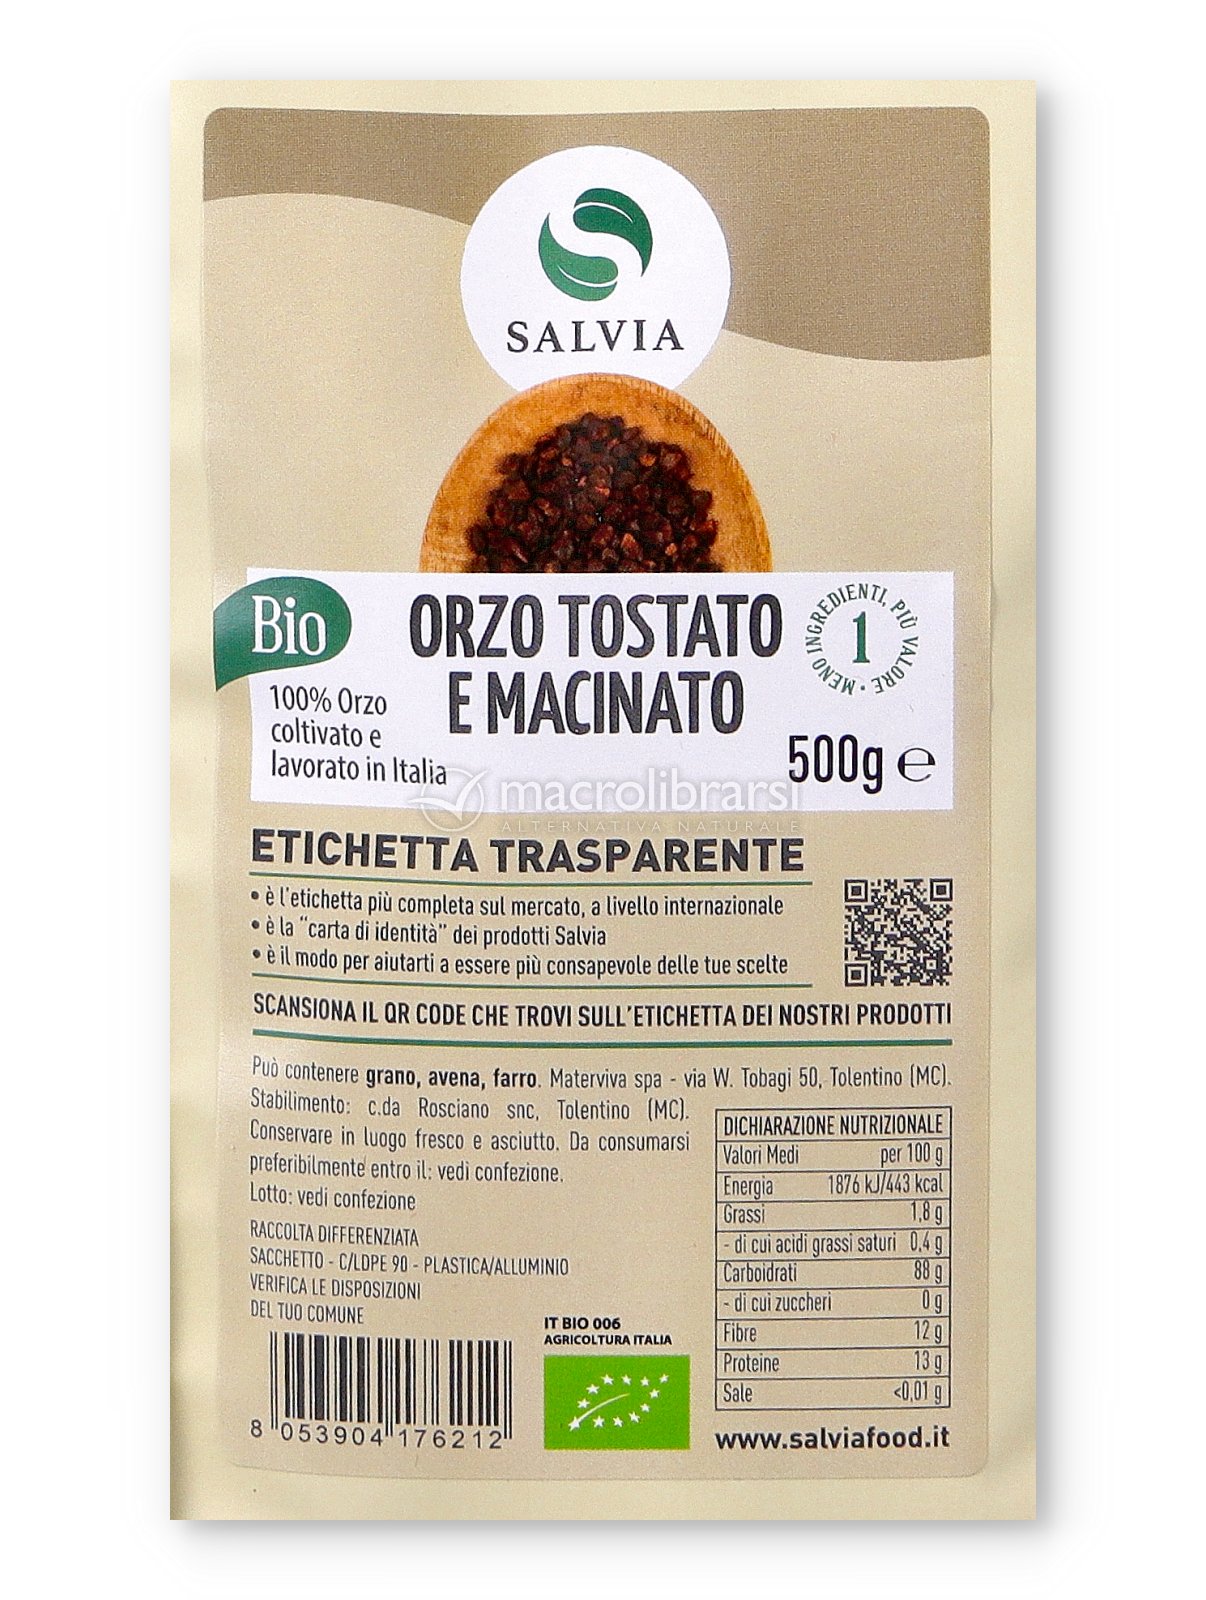 SALVIA
Bio
ORZO TOSTATO
E MACINATO
MENO INGREDIENTI, PIÙ VALORE •
1
100% Orzo
coltivato e
lavorato in Italia
500g ℮
macrolibrarsi
ALTERNATIVA NATURALE
ETICHETTA TRASPARENTE
• è l'etichetta più completa sul mercato, a livello internazionale
• è la "carta di identità" dei prodotti Salvia
• è il modo per aiutarti a essere più consapevole delle tue scelte
SCANSIONA IL QR CODE CHE TROVI SULL'ETICHETTA DEI NOSTRI PRODOTTI
Può contenere grano, avena, farro. Materviva spa - via W. Tobagi 50, Tolentino (MC).
Stabilimento: c.da Rosciano snc, Tolentino (MC).
Conservare in luogo fresco e asciutto. Da consumarsi
preferibilmente entro il: vedi confezione.
Lotto: vedi confezione
RACCOLTA DIFFERENZIATA
SACCHETTO - C/LDPE 90 - PLASTICA/ALLUMINIO
VERIFICA LE DISPOSIZIONI
DEL TUO COMUNE
8 053904 176212
IT BIO 006
AGRICOLTURA ITALIA
DICHIARAZIONE NUTRIZIONALE
Valori Medi per 100 g
Energia 1876 kJ/443 kcal
Grassi 1,8 g
- di cui acidi grassi saturi 0,4 g
Carboidrati 88 g
- di cui zuccheri 0 g
Fibre 12 g
Proteine 13 g
Sale <0,01 g
www.salviafood.it